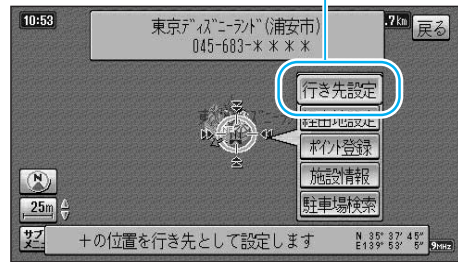 10:53
東京ディズニーランド(浦安市)
045-683-＊＊＊＊
.7km
戻る
行き先設定
経由地設定
ポイント登録
施設情報
駐車場検索
25m
サブメニュー
+の位置を行き先として設定します
N 35° 37' 45"
E139° 53' 5"
9MHz